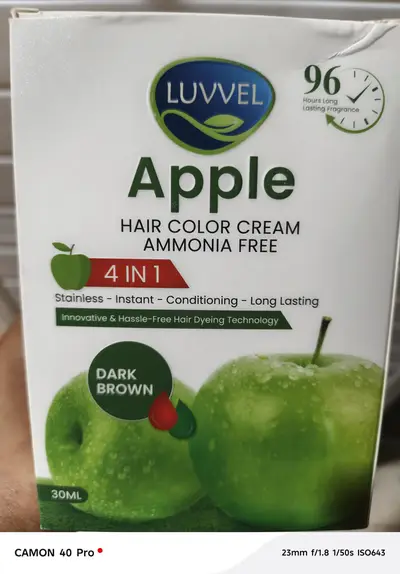 LUVVEL
96
Hours Long
Lasting Fragrance
Apple
HAIR COLOR CREAM
AMMONIA FREE
4 IN 1
Stainless - Instant - Conditioning - Long Lasting
Innovative & Hassle-Free Hair Dyeing Technology
DARK
BROWN
30ML
CAMON 40 Pro
23mm f/1.8 1/50s ISO643